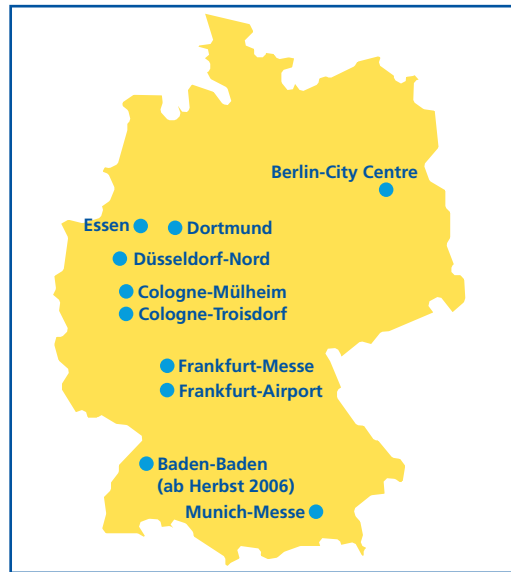 Berlin-City Centre
Essen
Dortmund
Düsseldorf-Nord
Cologne-Mülheim
Cologne-Troisdorf
Frankfurt-Messe
Frankfurt-Airport
Baden-Baden
(ab Herbst 2006)
Munich-Messe